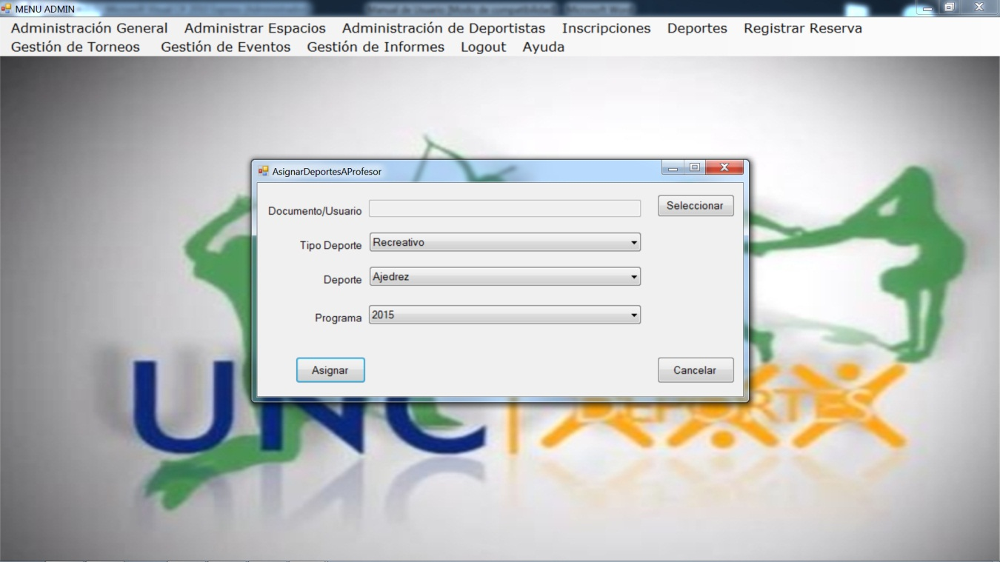 MENU ADMIN
Administración General Administrar Espacios Administración de Deportistas Inscripciones Deportes Registrar Reserva
Gestión de Torneos Gestión de Eventos Gestión de Informes Logout Ayuda
AsignarDeportesAProfesor
Documento/Usuario Seleccionar
Tipo Deporte Recreativo
Deporte Ajedrez
Programa 2015
Asignar Cancelar
UNC DEPORTES